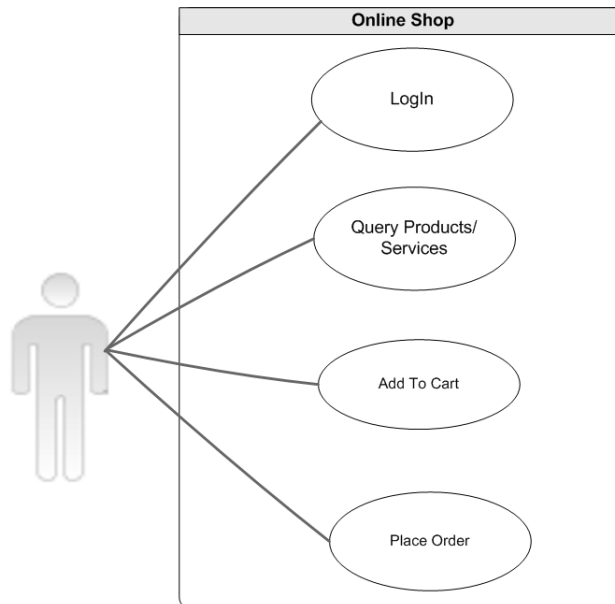 Online Shop
LogIn
Query Products/
Services
Add To Cart
Place Order